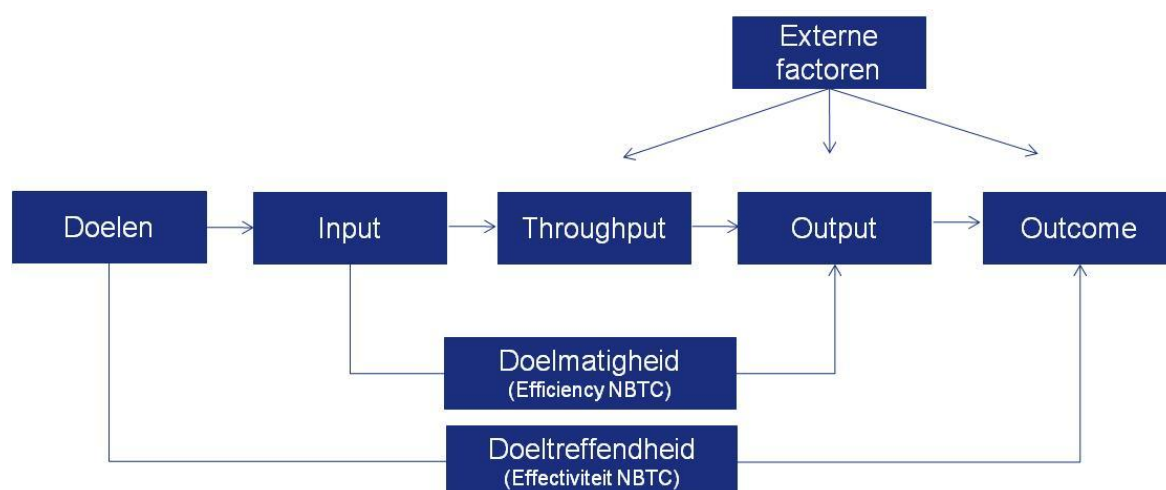 Externe
factoren
Doelen
Input
Throughput
Output
Outcome
Doelmatigheid
(Efficiency NBTC)
Doeltreffendheid
(Effectiviteit NBTC)